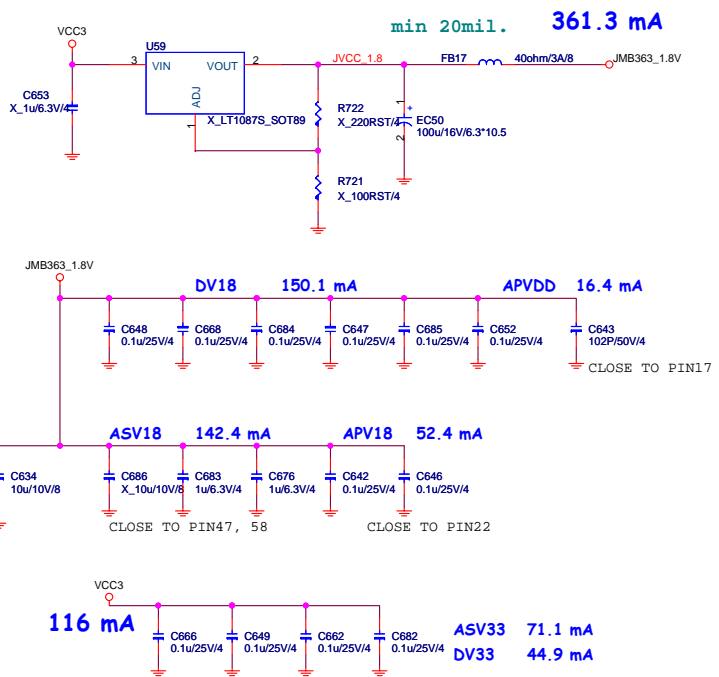 min 20mil.
361.3 mA
VCC3
U59
3
VIN
VOUT
2
JVCC_1.8
FB17
40ohm/3A/8
JMB363_1.8V
C653
X_1u/6.3V/4
ADJ
1
X_LT1087S_SOT89
R722
X_220RST/4
1
+
EC50
100u/16V/6.3*10.5
2
R721
X_100RST/4
JMB363_1.8V
DV18
150.1 mA
APVDD
16.4 mA
C648
0.1u/25V/4
C668
0.1u/25V/4
C684
0.1u/25V/4
C647
0.1u/25V/4
C685
0.1u/25V/4
C652
0.1u/25V/4
C643
102P/50V/4
CLOSE TO PIN17
ASV18
142.4 mA
APV18
52.4 mA
C634
10u/10V/8
C686
X_10u/10V/8
C683
1u/6.3V/4
C676
1u/6.3V/4
C642
0.1u/25V/4
C646
0.1u/25V/4
CLOSE TO PIN47, 58
CLOSE TO PIN22
VCC3
116 mA
C666
0.1u/25V/4
C649
0.1u/25V/4
C662
0.1u/25V/4
C682
0.1u/25V/4
ASV33 71.1 mA
DV33 44.9 mA